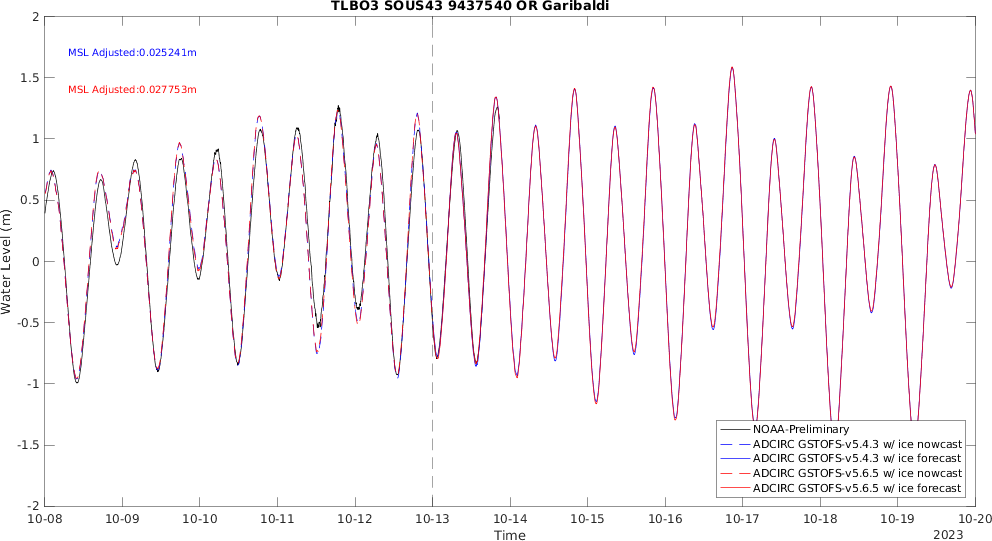 TLBO3 SOUS43 9437540 OR Garibaldi
MSL Adjusted:0.025241m
MSL Adjusted:0.027753m
Water Level (m)
2
1.5
1
0.5
0
-0.5
-1
-1.5
-2
NOAA-Preliminary
ADCIRC GSTOFS-v5.4.3 w/ ice nowcast
ADCIRC GSTOFS-v5.4.3 w/ ice forecast
ADCIRC GSTOFS-v5.6.5 w/ ice nowcast
ADCIRC GSTOFS-v5.6.5 w/ ice forecast
10-08 10-09 10-10 10-11 10-12 10-13 10-14 10-15 10-16 10-17 10-18 10-19 10-20
Time
2023